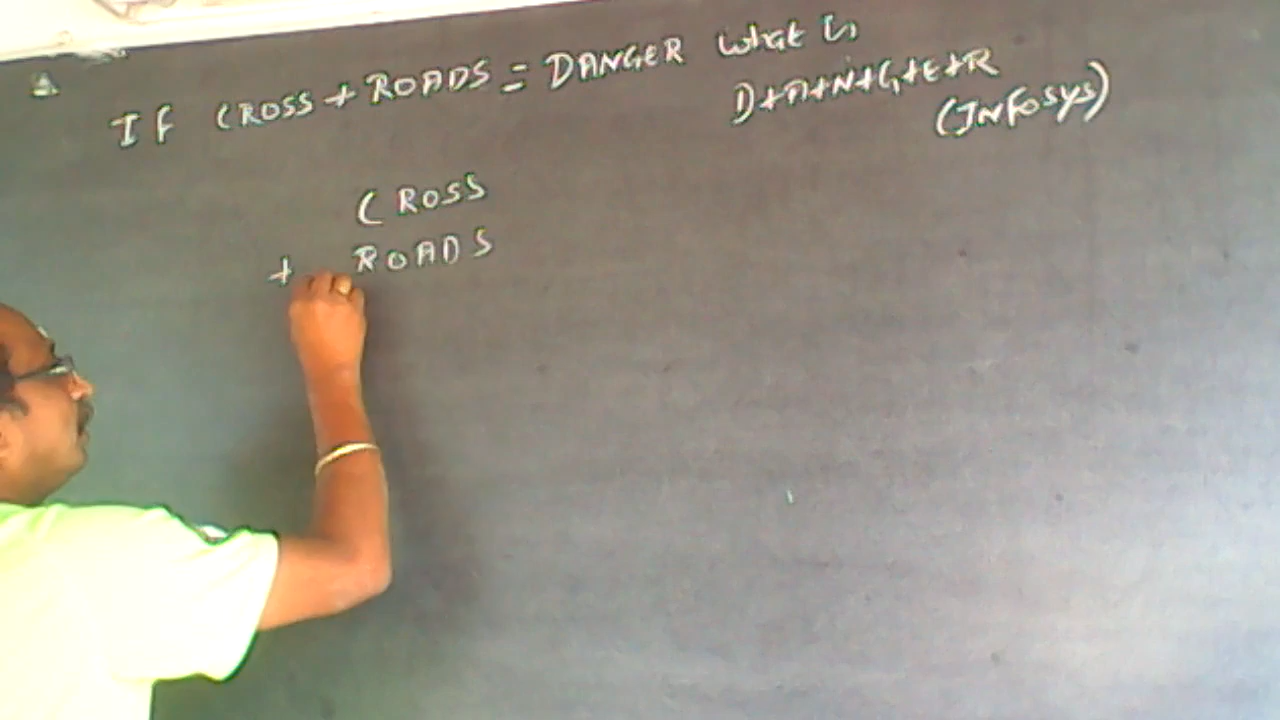 IF CROSS + ROADS = DANGER what is
D+A+N+G+E+R
(INFOSYS)
CROSS
+ ROADS